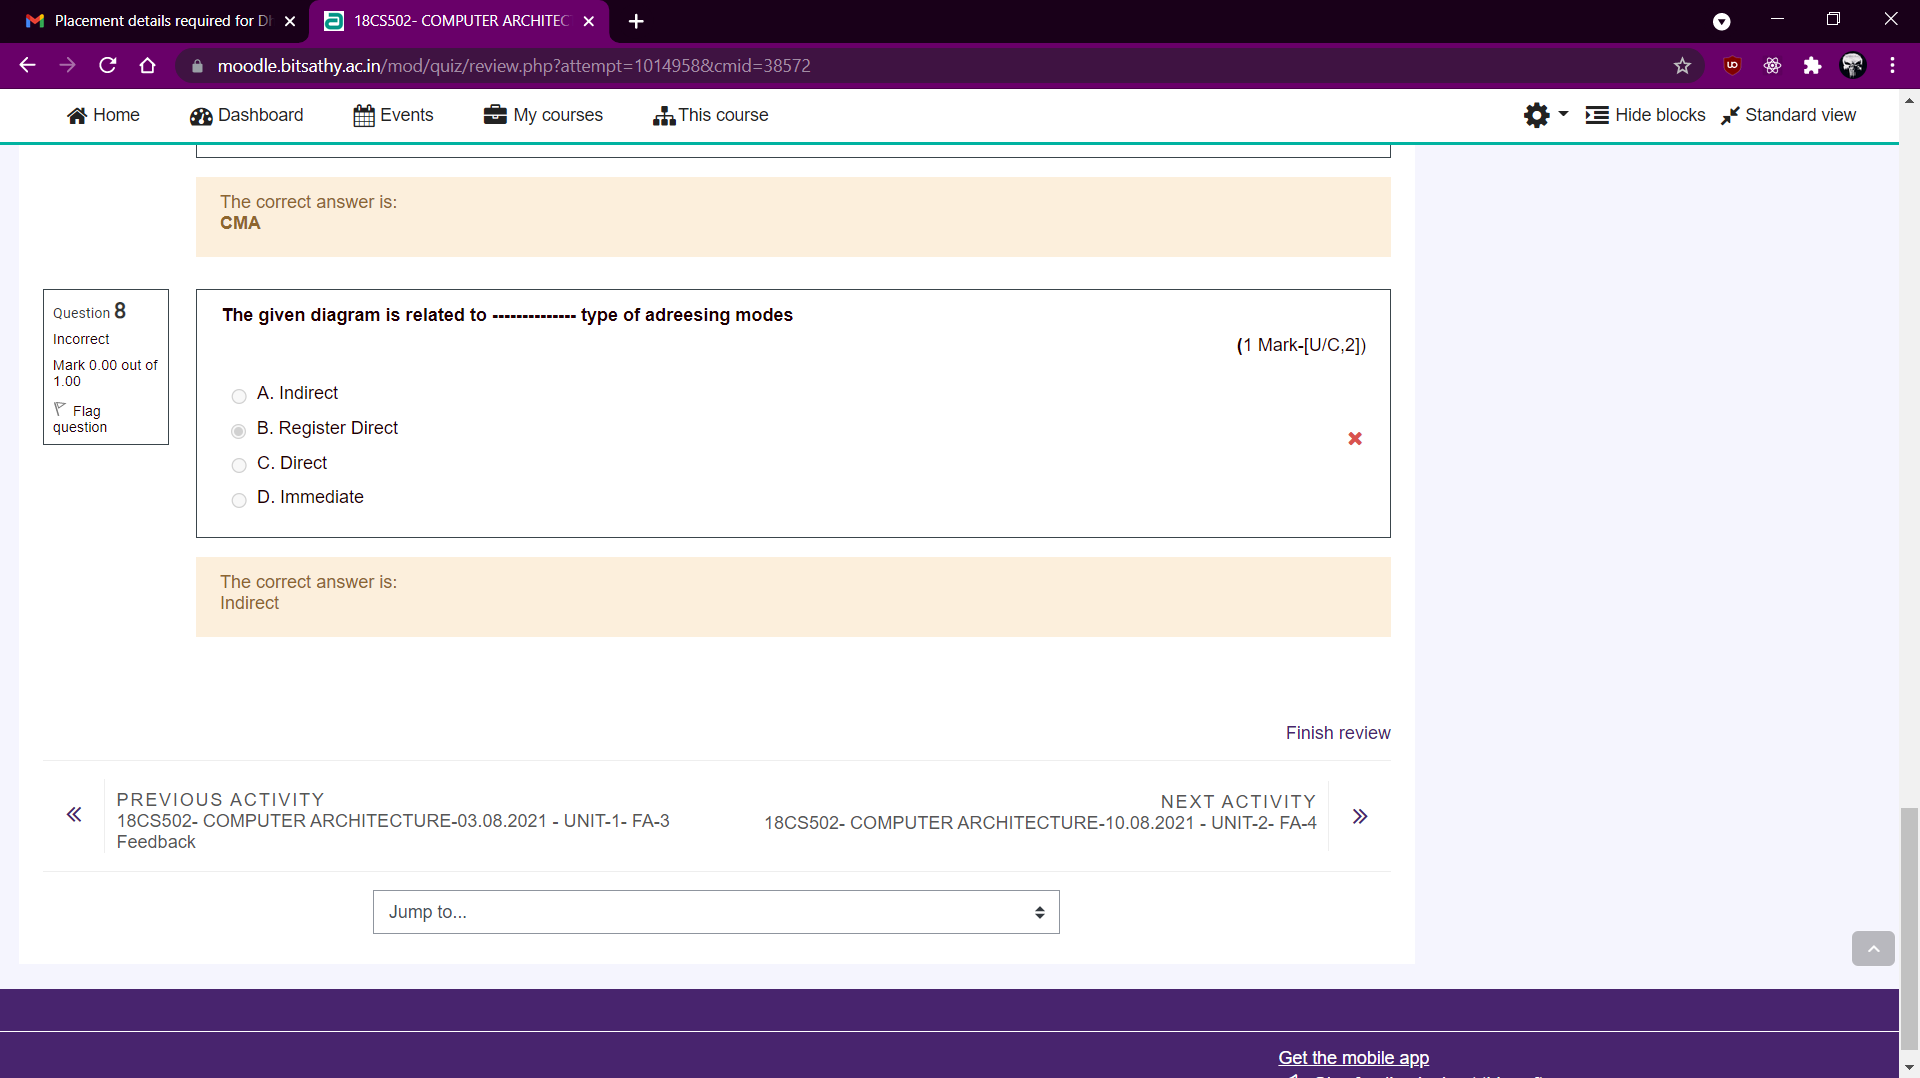 Placement details required for Dh
18CS502- COMPUTER ARCHITEC
moodle.bitsathy.ac.in/mod/quiz/review.php?attempt=1014958&cmid=38572
Home
Dashboard
Events
My courses
This course
Hide blocks
Standard view
The correct answer is:
CMA
Question 8
Incorrect
Mark 0.00 out of
1.00
Flag
question
The given diagram is related to -------------- type of adreesing modes
(1 Mark-[U/C,2])
A. Indirect
B. Register Direct
C. Direct
D. Immediate
The correct answer is:
Indirect
Finish review
PREVIOUS ACTIVITY
18CS502- COMPUTER ARCHITECTURE-03.08.2021 - UNIT-1- FA-3
Feedback
NEXT ACTIVITY
18CS502- COMPUTER ARCHITECTURE-10.08.2021 - UNIT-2- FA-4
Jump to...
Get the mobile app